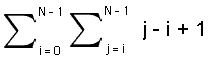 ∑ N - 1 i = 0 ∑ N - 1 j = i j - i + 1